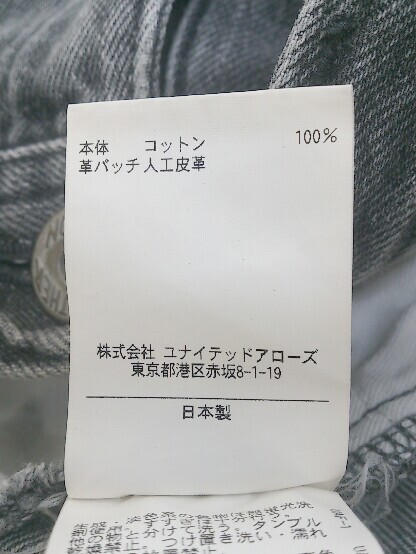 本体 コットン 100%
革パッチ 人工皮革
株式会社 ユナイテッドアローズ
東京都港区赤坂8-1-19
日本製